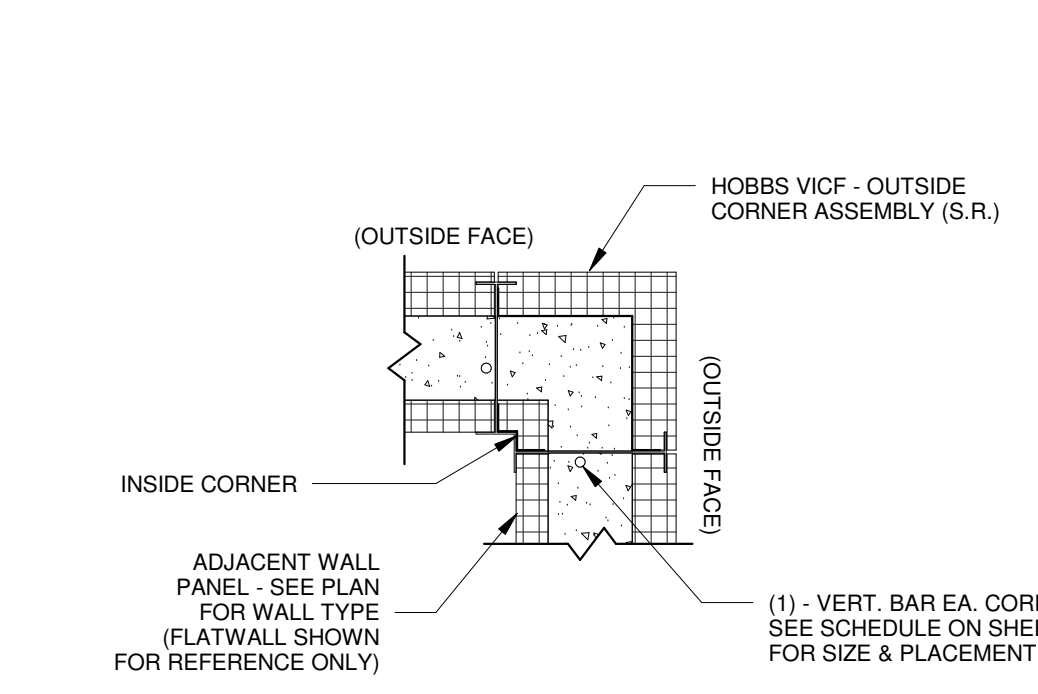 HOBBS VICF - OUTSIDE
CORNER ASSEMBLY (S.R.)
(OUTSIDE FACE)
(OUTSIDE FACE)
INSIDE CORNER
ADJACENT WALL
PANEL - SEE PLAN
FOR WALL TYPE
(FLATWALL SHOWN
FOR REFERENCE ONLY)
(1) - VERT. BAR EA.
SEE SCHEDULE ON
FOR SIZE & PLACEMENT